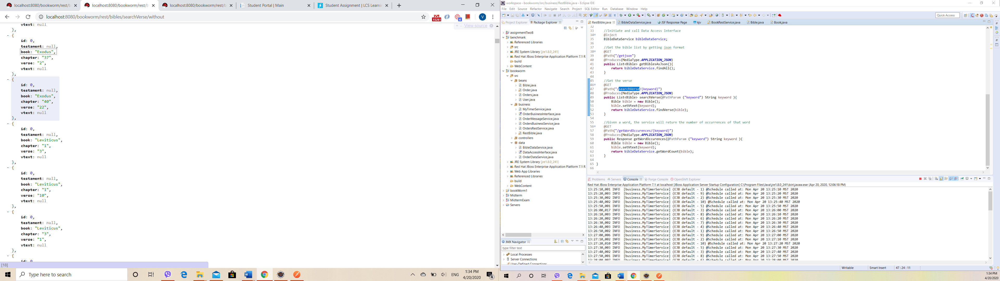 localhost:8080/bookworm/rest/b
localhost:8080/bookworm/rest/b
localhost:8080/bookworm/rest/b
Student Portal | Main
Student Assignment | LCS Learni
localhost:8080/bookworm/rest/bibles/searchVerse/without
15261
4
V
+ - View source
vtext: null
},
- {
id: 0,
testament: null,
book: "Exodus",
chapter: "37",
verse: "2",
vtext: null
},
- {
id: 0,
testament: null,
book: "Exodus",
chapter: "40",
verse: "22",
vtext: null
},
- {
id: 0,
testament: null,
book: "Leviticus",
chapter: "1",
verse: "3",
vtext: null
},
- {
id: 0,
testament: null,
book: "Leviticus",
chapter: "1",
verse: "10",
vtext: null
},
- {
id: 0,
testament: null,
book: "Leviticus",
chapter: "3",
verse: "1",
vtext: null
},
- {
id: 0,
[18]
Type here to search
ENG
1:34 PM
4/20/2020
4
workspace - bookworm/src/business/RestBible.java - Eclipse IDE
File Edit Source Refactor Navigate Search Project SQL Editor Run Database Window Help
Quick Access
Project Explorer
Package Explorer
assignmentTwoB
benchmark
Referenced Libraries
src
JRE System Library [jre1.8.0_241]
Red Hat JBoss Enterprise Application Platform 7.1 R
build
WebContent
bookworm
src
beans
Bible.java
Order.java
Orders.java
User.java
business
MyTimerService.java
OrderBusinessInterface.java
OrderMessageService.java
OrdersBusinessService.java
OrdersRestService.java
RestBible.java
controllers
data
BibleDataService.java
DataAccessInterface.java
OrderDataService.java
JRE System Library [jre1.8.0_241]
Red Hat JBoss Enterprise Application Platform 7.1 R
Web App Libraries
Referenced Libraries
build
WebContent
bookWorm1
Midterm
MidtermExam
Servers
JMX Navigator
type filter text
Local Processes
Server Connections
User-Defined Connections
RestBible.java
BibleDataService.java
JSF Response Page
kjv
BookRestService.java
Bible.java
Book.java
32
33 //Initiate and call Data Access Interface
34 @Inject
35 BibleDataService bibleDataService;
36
37 //Get the bible list by getting json format
38 @GET
39 @Path("/getjson")
40 @Produces(MediaType.APPLICATION_JSON)
41 public List<Bible> getBiblesAsJson(){
42 return bibleDataService.findAll();
43 }
44
45 //Get the verse
46 @GET
47 @Path("/searchVerse/{keyword}")
48 @Produces(MediaType.APPLICATION_JSON)
49 public List<Bible> searchVerse(@PathParam ("keyword") String keyword ){
50 Bible bible = new Bible();
51 bible.setVtext(keyword);
52 return bibleDataService.findVerse(bible);
53 }
54
55 //Given a word, the service will return the number of occurrences of that word
56 @GET
57 @Path("/getWordOccurences/{keyword}")
58 @Produces(MediaType.APPLICATION_JSON)
59 public Response getWordOccurences(@PathParam ("keyword") String keyword ){
60 Bible bible = new Bible();
61 bible.setVtext(keyword);
62 return bibleDataService.getWordCount(bible);
63 }
64
65 }
66
Problems
Servers
Console
Forge Console
OpenShift Explorer
Red Hat JBoss Enterprise Application Platform 7.1 at localhost [JBoss Application Server Startup Configuration] C:\Program Files\Java\jre1.8.0_241\bin\javaw.exe (Apr 20, 2020, 12:06:18 PM)
13:25:10,001 INFO [business.MyTimerService] (EJB default - 1) @Schedule called at: Mon Apr 20 13:25:10 MST 2020
13:25:20,003 INFO [business.MyTimerService] (EJB default - 9) @Schedule called at: Mon Apr 20 13:25:20 MST 2020
13:25:30,002 INFO [business.MyTimerService] (EJB default - 2) @Schedule called at: Mon Apr 20 13:25:30 MST 2020
13:25:40,002 INFO [business.MyTimerService] (EJB default - 10) @Schedule called at: Mon Apr 20 13:25:40 MST 2020
13:25:50,001 INFO [business.MyTimerService] (EJB default - 5) @Schedule called at: Mon Apr 20 13:25:50 MST 2020
13:26:00,017 INFO [business.MyTimerService] (EJB default - 3) @Schedule called at: Mon Apr 20 13:26:00 MST 2020
13:26:10,003 INFO [business.MyTimerService] (EJB default - 8) @Schedule called at: Mon Apr 20 13:26:10 MST 2020
13:26:20,002 INFO [business.MyTimerService] (EJB default - 6) @Schedule called at: Mon Apr 20 13:26:20 MST 2020
13:26:30,002 INFO [business.MyTimerService] (EJB default - 7) @Schedule called at: Mon Apr 20 13:26:30 MST 2020
13:26:40,003 INFO [business.MyTimerService] (EJB default - 4) @Schedule called at: Mon Apr 20 13:26:40 MST 2020
13:26:50,002 INFO [business.MyTimerService] (EJB default - 1) @Schedule called at: Mon Apr 20 13:26:50 MST 2020
13:27:00,006 INFO [business.MyTimerService] (EJB default - 9) @Schedule called at: Mon Apr 20 13:27:00 MST 2020
13:27:10,002 INFO [business.MyTimerService] (EJB default - 2) @Schedule called at: Mon Apr 20 13:27:10 MST 2020
13:27:20,010 INFO [business.MyTimerService] (EJB default - 10) @Schedule called at: Mon Apr 20 13:27:20 MST 2020
13:27:30,003 INFO [business.MyTimerService] (EJB default - 5) @Schedule called at: Mon Apr 20 13:27:30 MST 2020
13:27:40,002 INFO [business.MyTimerService] (EJB default - 3) @Schedule called at: Mon Apr 20 13:27:40 MST 2020
13:27:50,001 INFO [business.MyTimerService] (EJB default - 8) @Schedule called at: Mon Apr 20 13:27:50 MST 2020
13:28:00,007 INFO [business.MyTimerService] (EJB default - 6) @Schedule called at: Mon Apr 20 13:28:00 MST 2020
Writable
Smart Insert
47 : 24 : 11
1:34 PM
4/20/2020